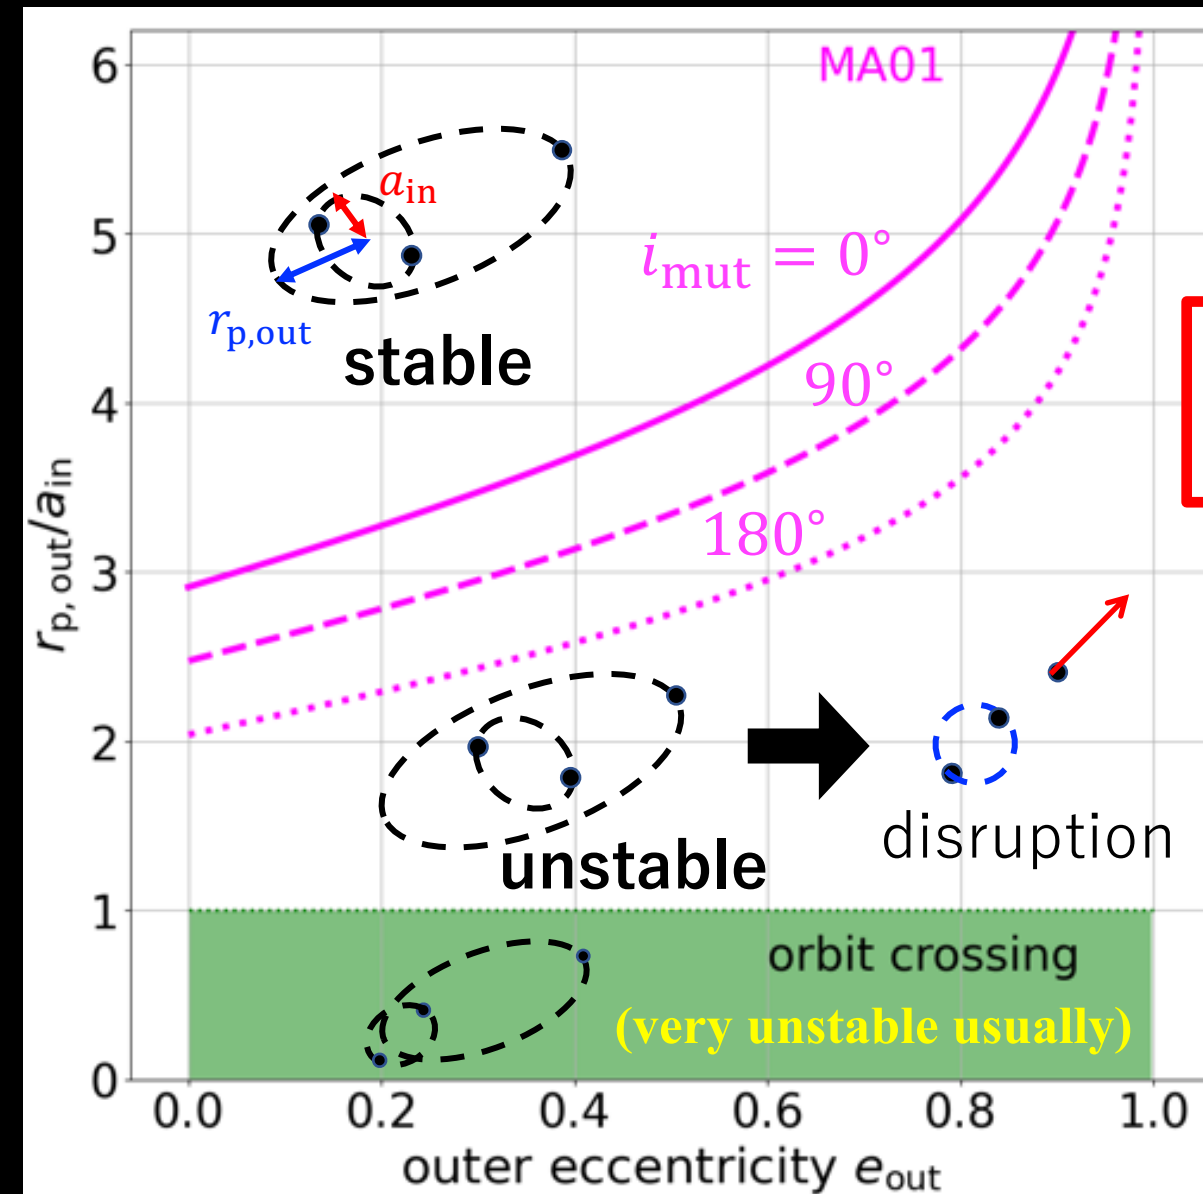 6
MA01
a_in
5
i_mut = 0°
r_p,out
stable
4
90°
r_p, out/a_in
180°
3
2
disruption
unstable
1
orbit crossing
(very unstable usually)
0
0.0 0.2 0.4 0.6 0.8 1.0
outer eccentricity e_out